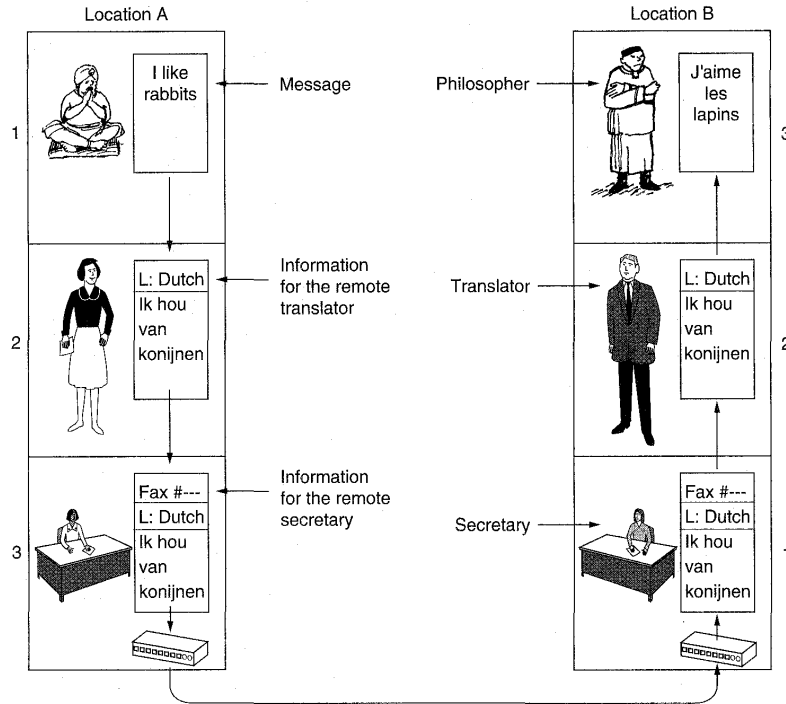 Location A
Location B
I like
rabbits
Message
Philosopher
J'aime
les
lapins
1
3
L: Dutch
Ik hou
van
konijnen
Information
for the remote
translator
Translator
L: Dutch
Ik hou
van
konijnen
2
2
Fax #---
L: Dutch
Ik hou
van
konijnen
Information
for the remote
secretary
Secretary
Fax #---
L: Dutch
Ik hou
van
konijnen
3